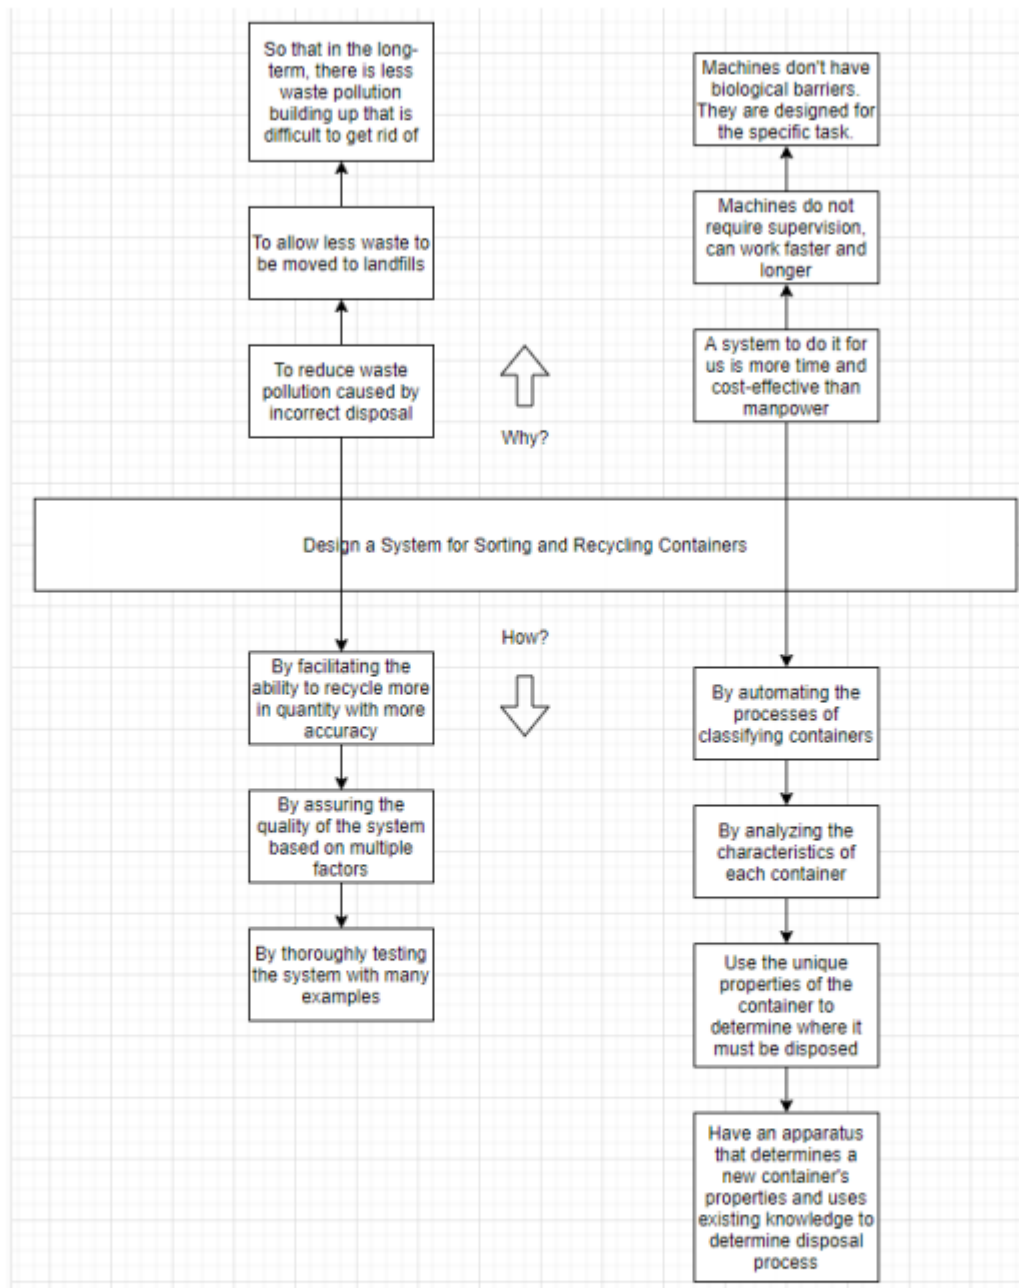 So that in the long-
term, there is less
waste pollution
building up that is
difficult to get rid of
To allow less waste to
be moved to landfills
To reduce waste
pollution caused by
incorrect disposal
Machines don't have
biological barriers.
They are designed for
the specific task.
Machines do not
require supervision,
can work faster and
longer
A system to do it for
us is more time and
cost-effective than
manpower
Why?
Design a System for Sorting and Recycling Containers
How?
By facilitating the
ability to recycle more
in quantity with more
accuracy
By assuring the
quality of the system
based on multiple
factors
By thoroughly testing
the system with many
examples
By automating the
processes of
classifying containers
By analyzing the
characteristics of
each container
Use the unique
properties of the
container to
determine where it
must be disposed
Have an apparatus
that determines a
new container's
properties and uses
existing knowledge to
determine disposal
process